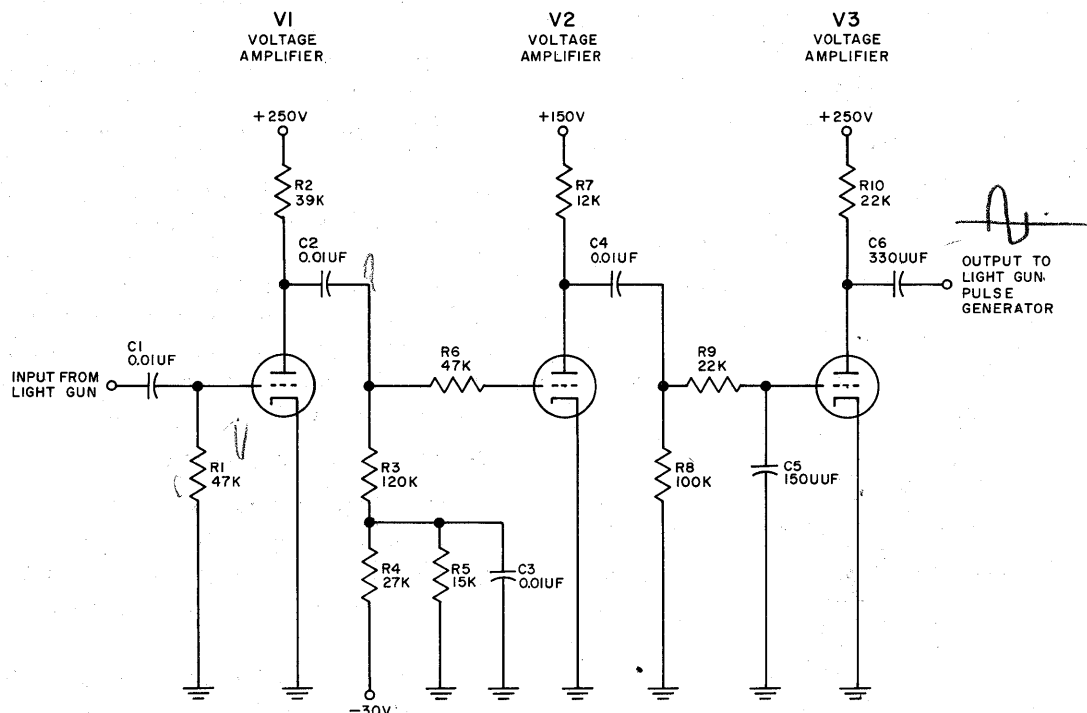 V1
VOLTAGE
AMPLIFIER
V2
VOLTAGE
AMPLIFIER
V3
VOLTAGE
AMPLIFIER
+250V
+150V
+250V
R2
39K
R7
12K
R10
22K
C2
0.01UF
C4
0.01UF
C6
330UUF
OUTPUT TO
LIGHT GUN
PULSE
GENERATOR
C1
0.01UF
INPUT FROM
LIGHT GUN
R6
47K
R9
22K
R1
47K
R3
120K
R8
100K
C5
150UUF
R4
27K
R5
15K
C3
0.01UF
-30V